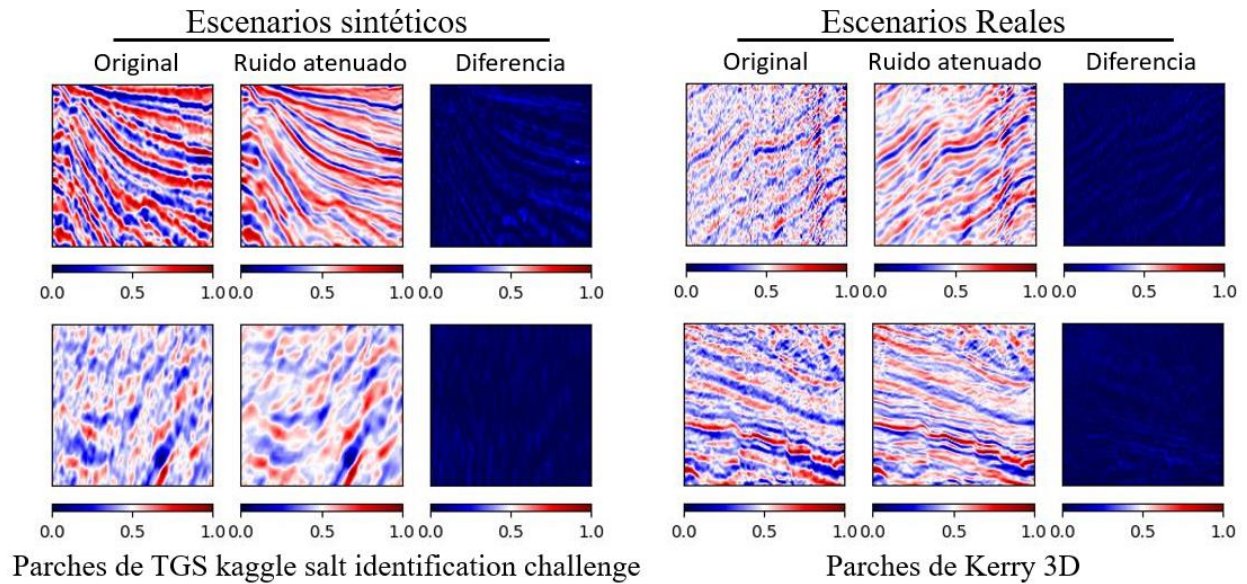 Escenarios sintéticos
Original Ruido atenuado Diferencia
0.0 0.5 1.0 0.0 0.5 1.0 0.0 0.5 1.0
0.0 0.5 1.0 0.0 0.5 1.0 0.0 0.5 1.0
Parches de TGS kaggle salt identification challenge
Escenarios Reales
Original Ruido atenuado Diferencia
0.0 0.5 1.0 0.0 0.5 1.0 0.0 0.5 1.0
0.0 0.5 1.0 0.0 0.5 1.0 0.0 0.5 1.0
Parches de Kerry 3D